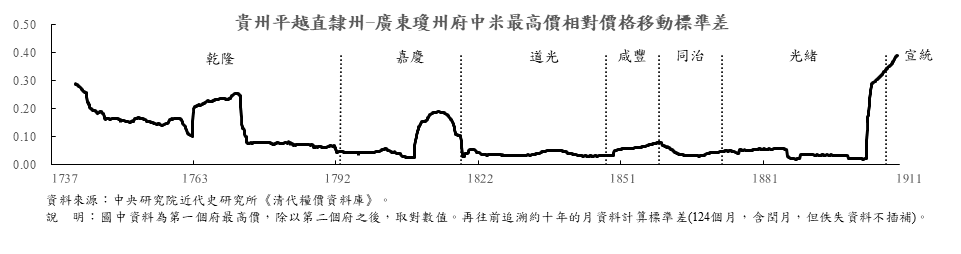 貴州平越直隸州-廣東瓊州府中米最高價相對價格移動標準差
0.50
0.40
0.30
0.20
0.10
0.00
乾隆 嘉慶 道光 咸豐 同治 光緒 宣統
1737 1763 1792 1822 1851 1881 1911
資料來源：中央研究院近代史研究所《清代糧價資料庫》。
說　明：圖中資料為第一個府最高價，除以第二個府之後，取對數值。再往前追溯約十年的月資料計算標準差(124個月，含閏月，但佚失資料不插補)。